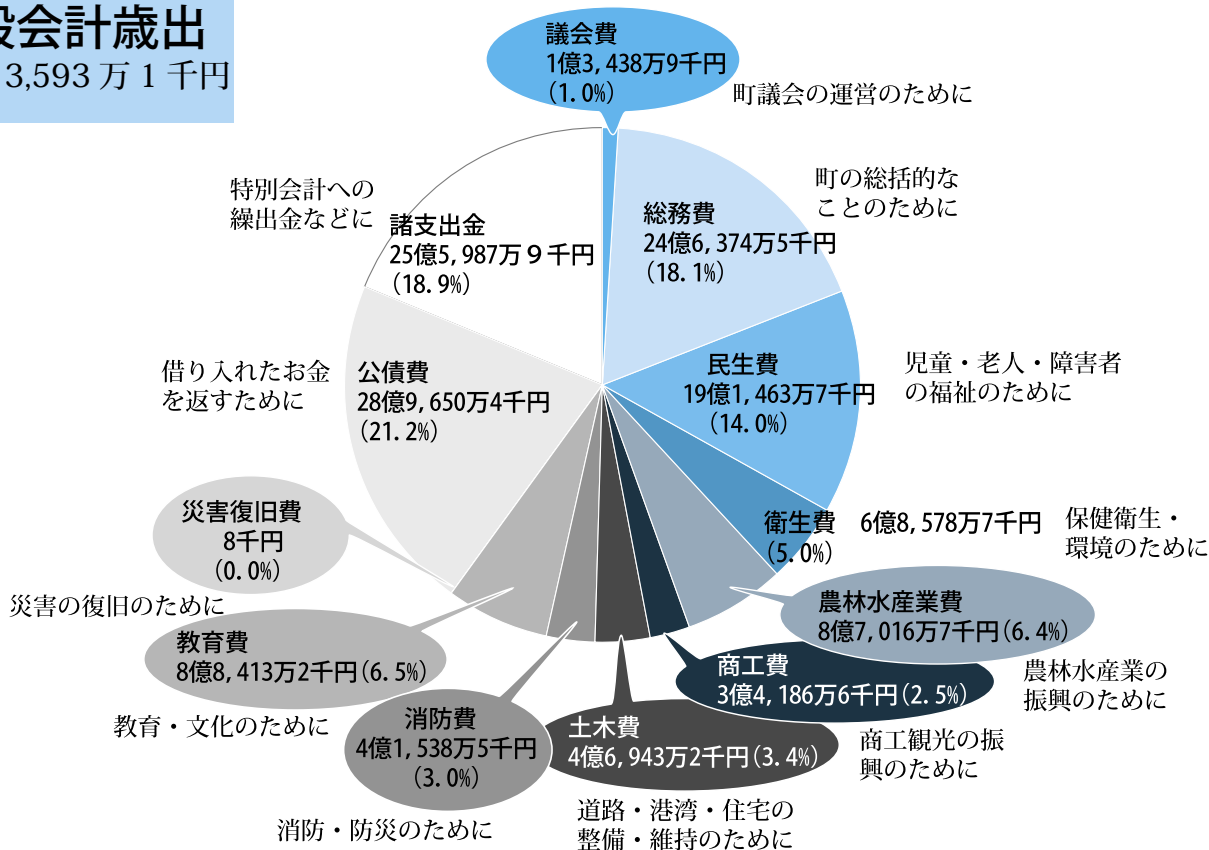 会計歳出
3,593万1千円
議会費
1億3,438万9千円
(1.0%)
町議会の運営のために
総務費
24億6,374万5千円
(18.1%)
町の総括的な
ことのために
民生費
19億1,463万7千円
(14.0%)
児童・老人・障害者
の福祉のために
衛生費 6億8,578万7千円
(5.0%)
保健衛生・
環境のために
農林水産業費
8億7,016万7千円(6.4%)
農林水産業の
振興のために
商工費
3億4,186万6千円(2.5%)
商工観光の振
興のために
土木費
4億6,943万2千円(3.4%)
道路・港湾・住宅の
整備・維持のために
消防費
4億1,538万5千円
(3.0%)
消防・防災のために
教育費
8億8,413万2千円(6.5%)
教育・文化のために
災害復旧費
8千円
(0.0%)
災害の復旧のために
公債費
28億9,650万4千円
(21.2%)
借り入れたお金
を返すために
諸支出金
25億5,987万9千円
(18.9%)
特別会計への
繰出金などに